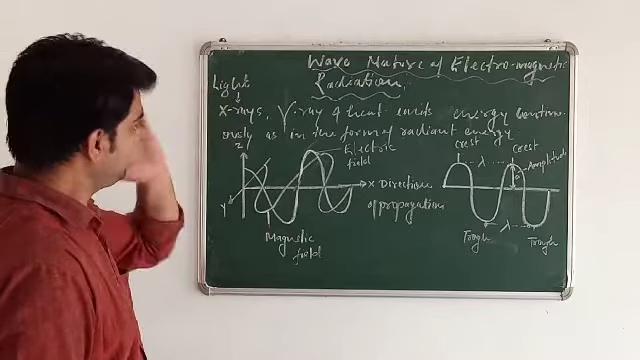 Wave Nature of Electro-magnetic
Radiation
Light
X-rays, γ-ray & heat emits energy continu-
ously as in the form of radiant energy
Z
Electric
field
X Direction
of propagation
Y
Magnetic
field
crest
λ
crest
Amplitude
a
λ
Trough
Trough